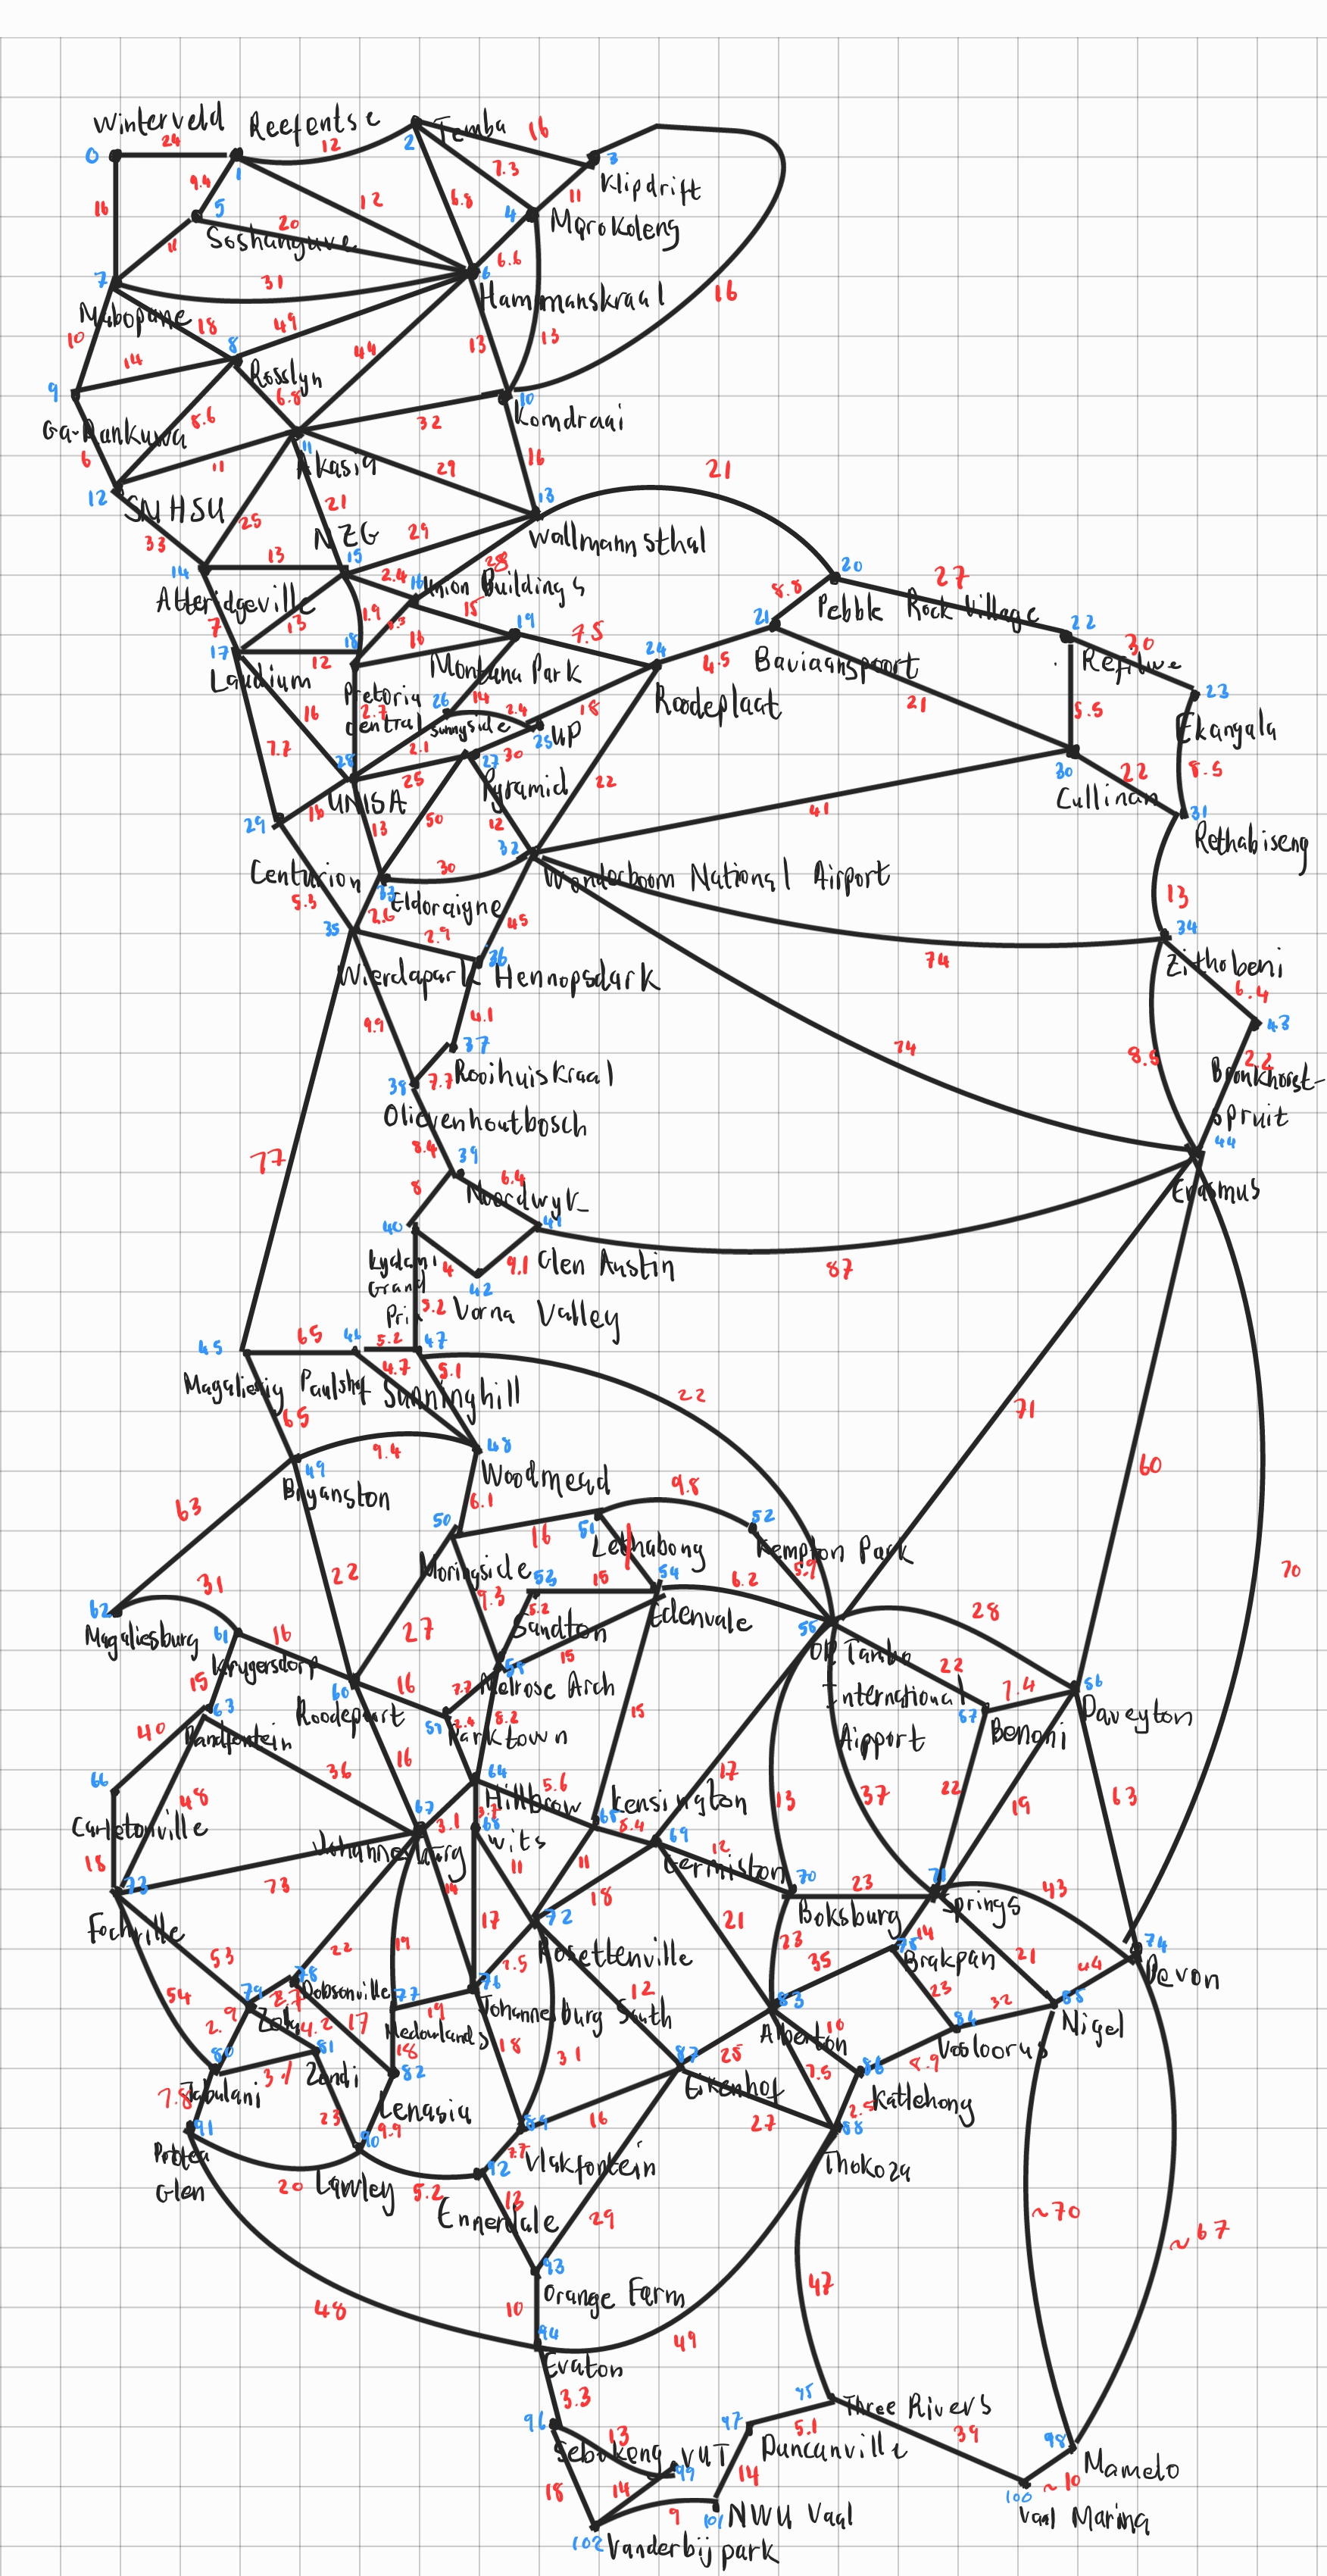 Winterveld 24 Reefentse 12 Temba 16
0 1 2 3
Klipdrift
16 9.4 5 20 12 6.8 7.3 11
4 Mqrokoleng
Soshanguve
11 6.6
7 31 6
Mabopane Hammanskraal 16
10 18 49 44 13 13
14 8
9 Rosslyn 10
Ga-Rankuwa 8.6 6.8 32 Komdraai
6 11 11 29 16 21
12 Akasia 13
SMHSU 25 21 Wallmannsthal
33 13 NZG 29 28 20 27
14 15 2.4 16 Union Buildings 8.8 Pebble Rock Village
Atteridgeville 1.9 15 19 7.5 21 22 30
7 13 18 24
17 12 Montana Park 4.5 Baviaanspoort Refilwe 23
Laudium Pretoria Central 26 14 2.4 18 Roodeplaat 21 5.5 Ekangala
16 2.7 Sunnyside 25 UP
7.7 28 2.1 27 30 30 22 8.5
UNISA 25 Pyramid 22 Cullinan 31
29 16 13 50 12 41 Rethabiseng
32
Centurion 30 Wonderboom National Airport 13
33 Eldoraigne
5.3 2.6 45 34
35 2.9 36 74 Zithobeni
Wierdapark Hennopsdark 6.4
9.9 4.1 43
37 74 8.5 2.2
38 7.7 Rooihuiskraal Bronkhorst-
Olievenhoutbosch spruit
8.4 39 44
77 8 6.4 Noordwyk Erasmus
40 41
Kyalami Grand Prix 4 9.1 Glen Austin 87
42
5.2 Vorna Valley
45 65 46 5.2 47
Magaliesig Paulshof 4.7 5.1 Sunninghill 22 71
65 9.4 48 60
49 Woodmead
Bryanston 9.8
63 6.1 52
50 16 51 Lethabong Kempton Park
31 22 Morningside 53 15 1 54 6.2 5.9 70
62 9.3 5.2 Edenvale 28
Magaliesburg 61 16 27 Sandton 55
Krugersdorp 59 15 OR Tambo International Airport 22 56
15 60 16 Melrose Arch 7.4 Daveyton
63 Roodepoort 7.7 57 Benoni
40 Randfontein Parktown 8.2 15
66 36 16 64 5.6 17 22 63
48 Hillbrow Kensington 13 37 19
Carletonville 67 3.1 3.7 68 65 8.4
18 Johannesburg Wits 69 12
73 73 11 11 Germiston 70 23 71 43
14 18 Boksburg Springs
Fochville 17 72 21 14 74
53 22 19 Rosettenville 23 35 75 Brakpan 21 44 Devon
54 79 78 Dobsonville 77 7.5 76 12 23 32 85
Zola 2.7 4.2 17 19 Johannesburg South 83 84 Nigel
2.9 Meadowlands Alberton 10 Vosloorus
80 81 18 18 31 25 8.9
3.1 Zondi 82 87 7.5 86
7.8 Jabulani Lenasia Eikenhof Katlehong
91 23 9.9 89 16 27 2.5 88
Protea 90 7.7 Vlakfontein
Glen 20 Lawley 5.2 92 Thokoza
13 Ennerdale 29 ~70
~67
93
48 10 Orange Farm 47
94 49
Evaton
3.3 95 Three Rivers
96 97 5.1 39 98
13 Sebokeng VUT Duncanville Mamelo
18 14 99 14 ~10
9 101 NWU Vaal 100 Vaal Marina
102 Vanderbijpark